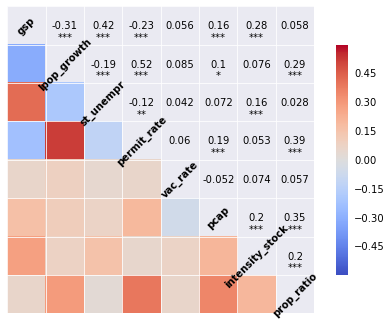 gsp -0.31 0.42 -0.23 0.056 0.16 0.28 0.058
*** *** *** *** ***
lpop_growth -0.19 0.52 0.085 0.1 0.076 0.29
*** *** * ***
st_unempr -0.12 0.042 0.072 0.16 0.028
** ***
permit_rate 0.06 0.19 0.053 0.39
*** ***
vac_rate -0.052 0.074 0.057
pcap 0.2 0.35
*** ***
intensity_stock 0.2
***
prop_ratio
0.45
0.30
0.15
0.00
−0.15
−0.30
−0.45